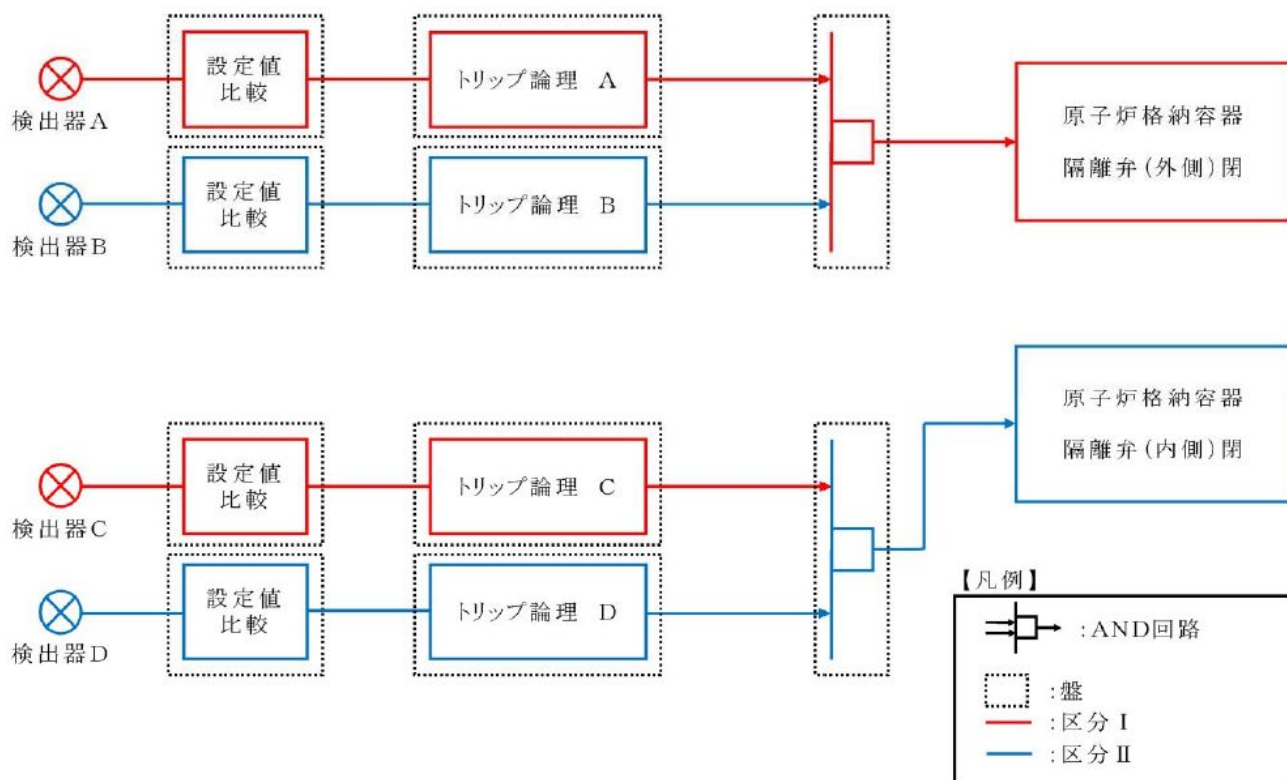 検出器A
設定値
比較
トリップ論理 A
原子炉格納容器
隔離弁(外側)閉
検出器B
設定値
比較
トリップ論理 B
原子炉格納容器
隔離弁(内側)閉
検出器C
設定値
比較
トリップ論理 C
検出器D
設定値
比較
トリップ論理 D
【凡例】
:AND回路
:盤
:区分Ⅰ
:区分Ⅱ